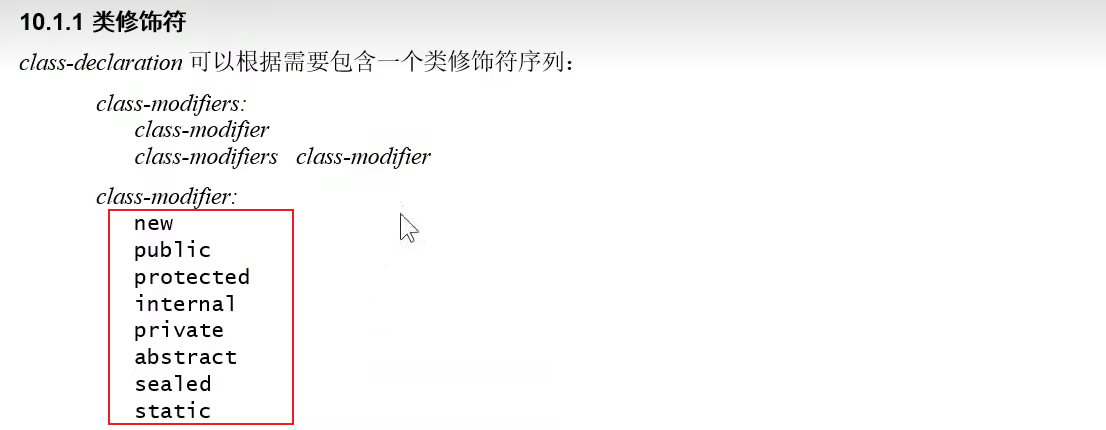 10.1.1 类修饰符
class-declaration 可以根据需要包含一个类修饰符序列：
class-modifiers:
class-modifier
class-modifiers class-modifier
class-modifier:
new
public
protected
internal
private
abstract
sealed
static